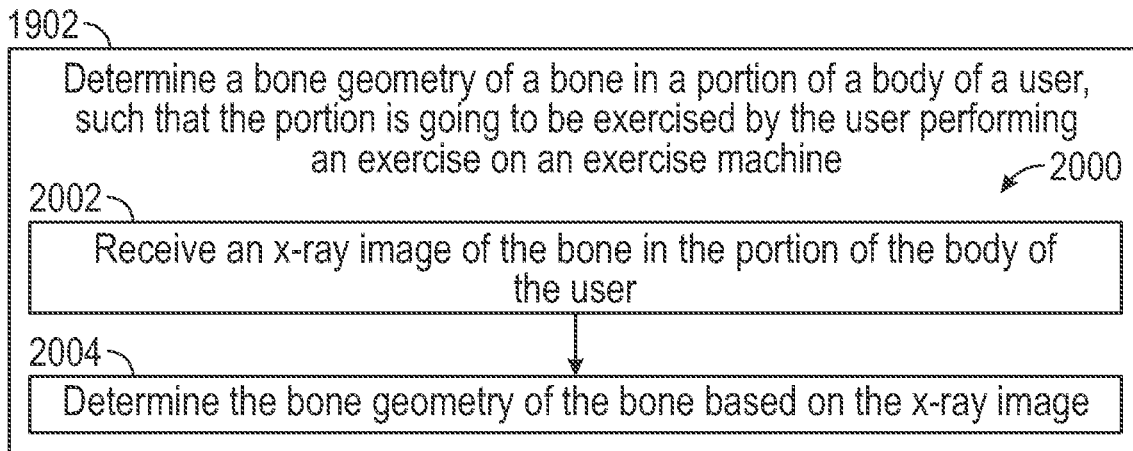 1902
Determine a bone geometry of a bone in a portion of a body of a user,
such that the portion is going to be exercised by the user performing
an exercise on an exercise machine
2000
2002
Receive an x-ray image of the bone in the portion of the body of
the user
2004
Determine the bone geometry of the bone based on the x-ray image